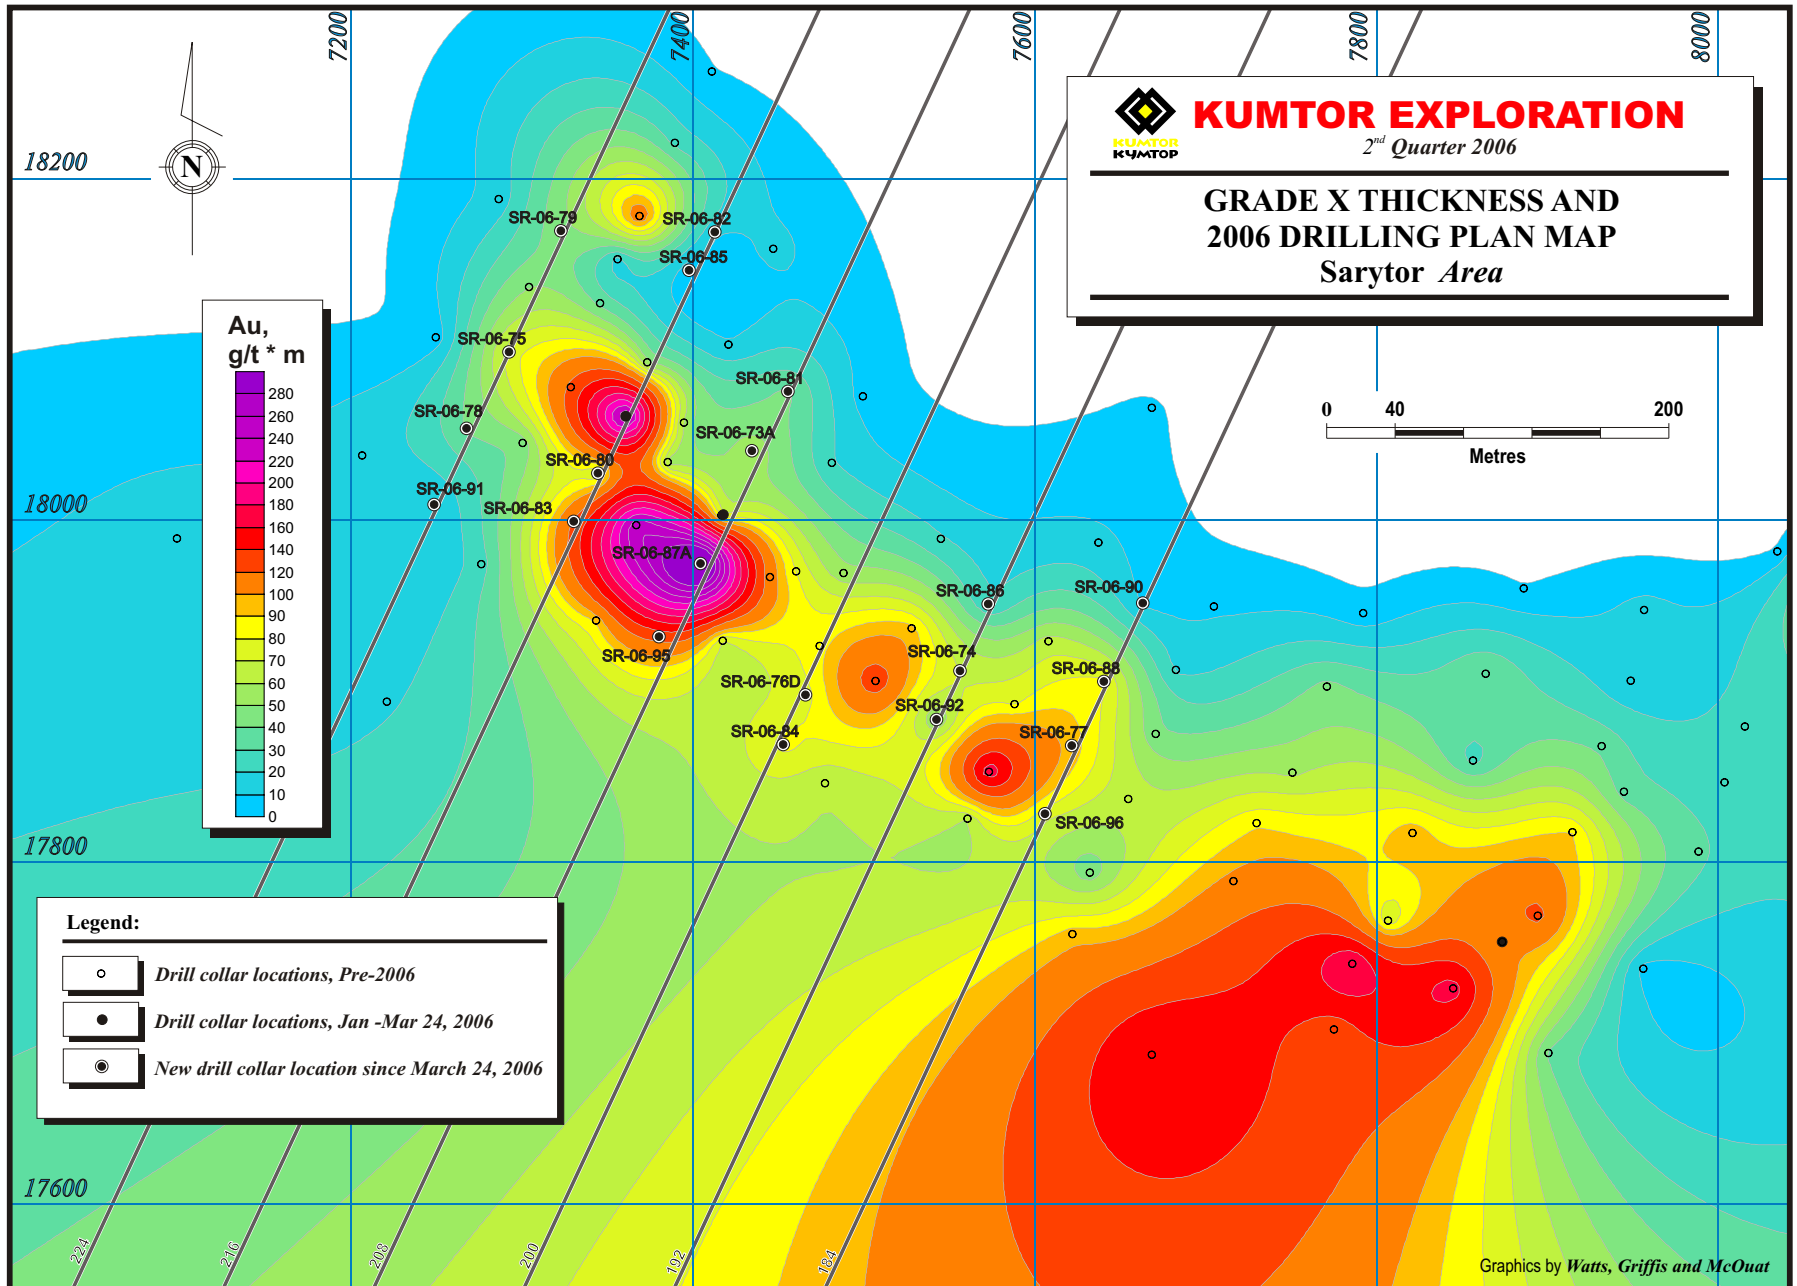 7200
7400
7600
7800
8000
KUMTOR EXPLORATION
KUMTOR
КУМТОР
2nd Quarter 2006
GRADE X THICKNESS AND
2006 DRILLING PLAN MAP
Sarytor Area
18200
N
SR-06-79
SR-06-82
SR-06-85
Au,
g/t * m
280
260
240
220
200
180
160
140
120
100
90
80
70
60
50
40
30
20
10
0
SR-06-75
SR-06-81
SR-06-78
SR-06-73A
0 40 200
Metres
SR-06-80
SR-06-91
SR-06-83
18000
SR-06-87A
SR-06-86
SR-06-90
SR-06-95
SR-06-74
SR-06-88
SR-06-76D
SR-06-92
SR-06-84
SR-06-77
SR-06-96
17800
Legend:
Drill collar locations, Pre-2006
Drill collar locations, Jan -Mar 24, 2006
New drill collar location since March 24, 2006
17600
224
216
208
200
192
184
Graphics by Watts, Griffis and McOuat